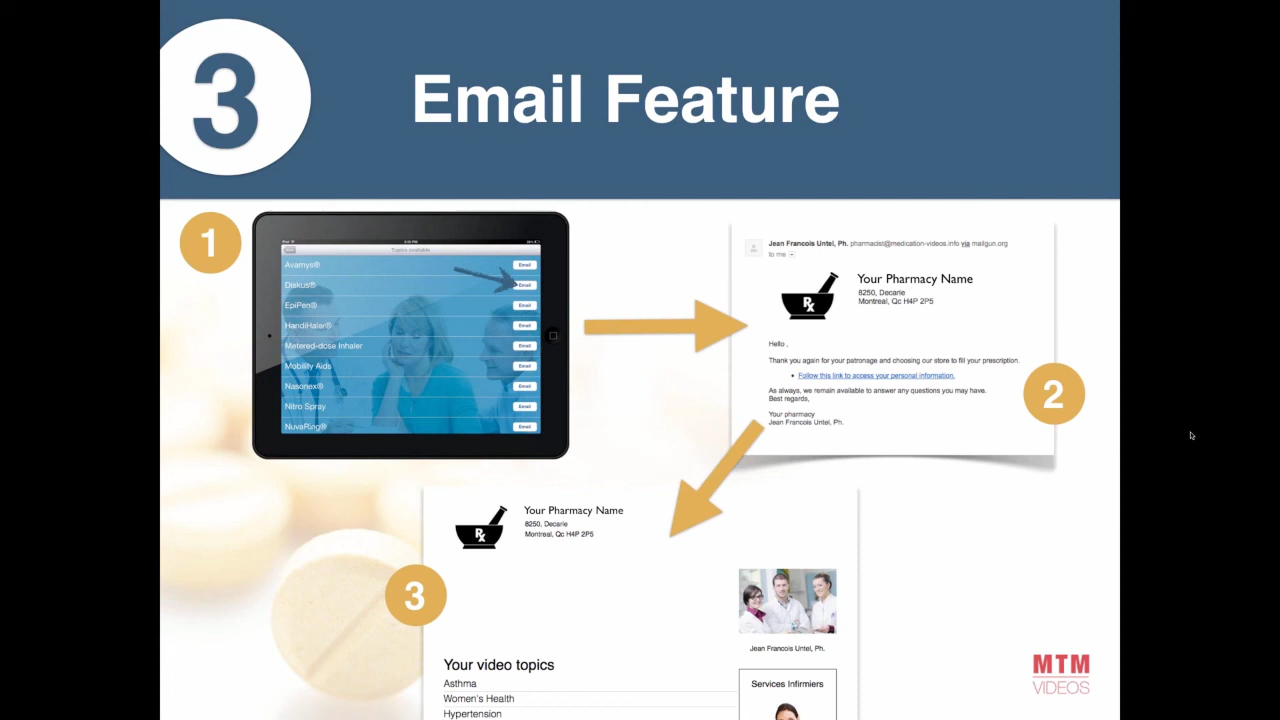 3
Email Feature
1
Topics available
Avamys® Email
Diskus® Email
EpiPen® Email
HandiHaler® Email
Metered-dose Inhaler Email
Mobility Aids Email
Nasonex® Email
Nitro Spray Email
NuvaRing® Email
Jean Francois Untel, Ph. pharmacist@medication-videos.info via mailgun.org
to me
Rx
Your Pharmacy Name
8250, Decarie
Montreal, Qc H4P 2P5
Hello ,
Thank you again for your patronage and choosing our store to fill your prescription.
• Follow this link to access your personal information.
As always, we remain available to answer any questions you may have.
Best regards,
Your pharmacy
Jean Francois Untel, Ph.
2
Rx
Your Pharmacy Name
8250, Decarie
Montreal, Qc H4P 2P5
3
Jean Francois Untel, Ph.
Your video topics
Asthma
Women's Health
Hypertension
Services Infirmiers
MTM
VIDEOS